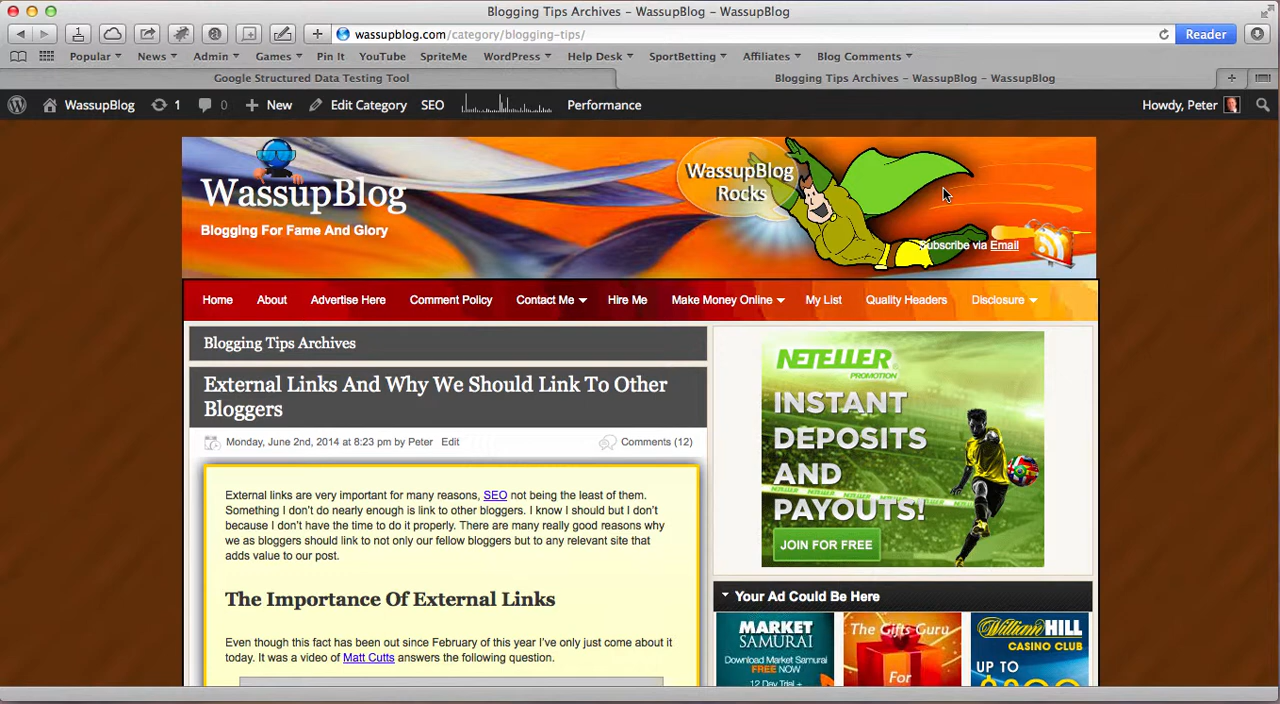 Blogging Tips Archives – WassupBlog – WassupBlog
wassupblog.com/category/blogging-tips/
Reader
Popular News Admin Games Pin It YouTube SpriteMe WordPress Help Desk SportBetting Affiliates Blog Comments
Google Structured Data Testing Tool
Blogging Tips Archives – WassupBlog – WassupBlog
WassupBlog 1 0 New Edit Category SEO Performance
Howdy, Peter
WassupBlog
Blogging For Fame And Glory
WassupBlog
Rocks
Subscribe via Email
Home About Advertise Here Comment Policy Contact Me Hire Me Make Money Online My List Quality Headers Disclosure
Blogging Tips Archives
External Links And Why We Should Link To Other
Bloggers
Monday, June 2nd, 2014 at 8:23 pm by Peter Edit
Comments (12)
External links are very important for many reasons, SEO not being the least of them.
Something I don't do nearly enough is link to other bloggers. I know I should but I don't
because I don't have the time to do it properly. There are many really good reasons why
we as bloggers should link to not only our fellow bloggers but to any relevant site that
adds value to our post.
The Importance Of External Links
Even though this fact has been out since February of this year I've only just come about it
today. It was a video of Matt Cutts answers the following question.
NETELLER
PROMOTION
INSTANT
DEPOSITS
AND
PAYOUTS!
JOIN FOR FREE
Your Ad Could Be Here
MARKET
SAMURAI
Download Market Samurai
FREE NOW
12 Day Trial +
The Gifts Guru
For
William HILL
CASINO CLUB
UP TO